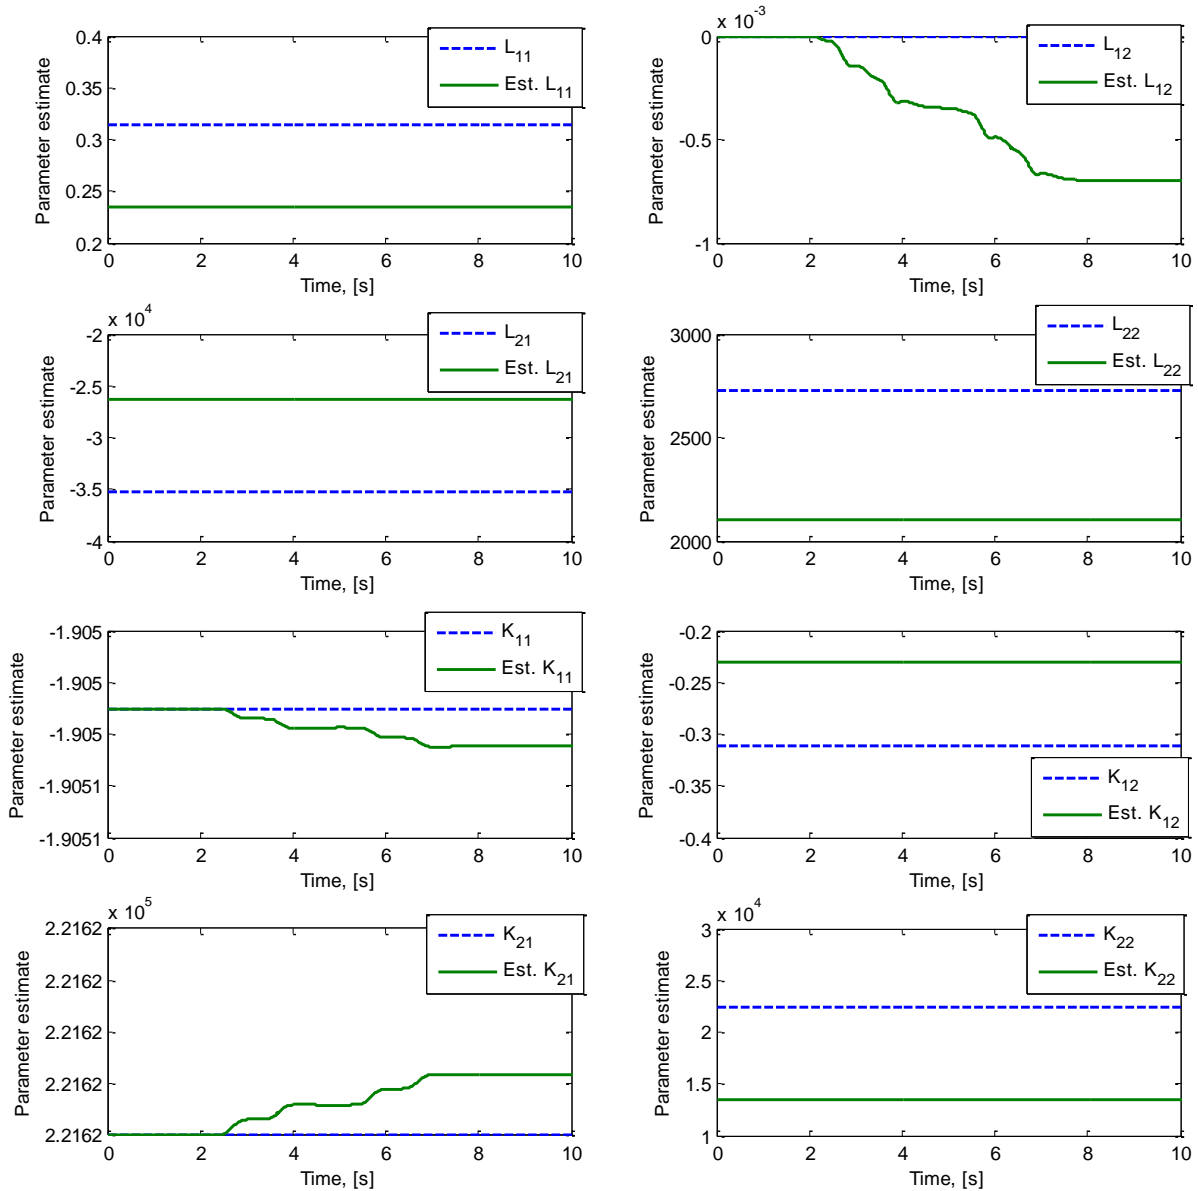 0.4
0.35
0.3
0.25
0.2
0 2 4 6 8 10
Time, [s]
Parameter estimate
L11
Est. L11
x 10-3
0
-0.5
-1
0 2 4 6 8 10
Time, [s]
Parameter estimate
L12
Est. L12
x 104
-2
-2.5
-3
-3.5
-4
0 2 4 6 8 10
Time, [s]
Parameter estimate
L21
Est. L21
3000
2500
2000
0 2 4 6 8 10
Time, [s]
Parameter estimate
L22
Est. L22
-1.905
-1.905
-1.905
-1.9051
-1.9051
0 2 4 6 8 10
Time, [s]
Parameter estimate
K11
Est. K11
-0.2
-0.25
-0.3
-0.35
-0.4
0 2 4 6 8 10
Time, [s]
Parameter estimate
K12
Est. K12
x 105
2.2162
2.2162
2.2162
2.2162
2.2162
0 2 4 6 8 10
Time, [s]
Parameter estimate
K21
Est. K21
x 104
3
2.5
2
1.5
1
0 2 4 6 8 10
Time, [s]
Parameter estimate
K22
Est. K22